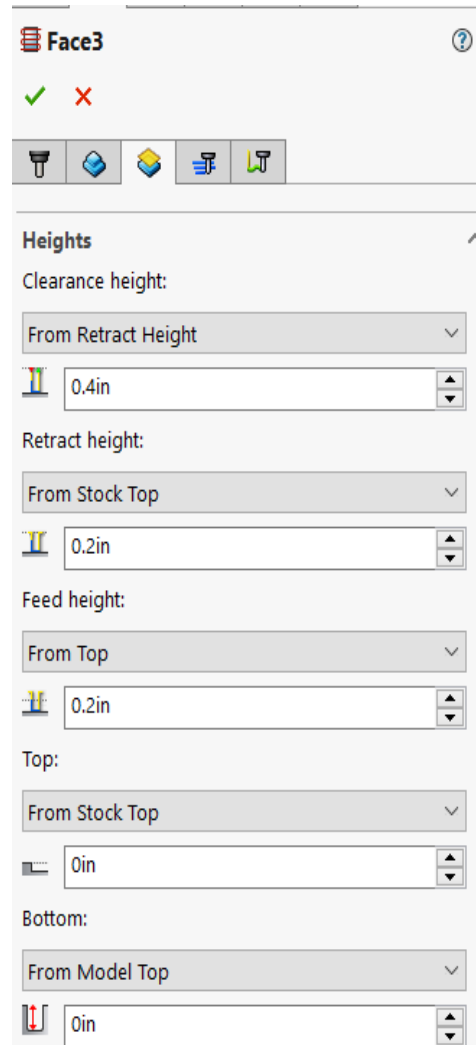 Face3
Heights
Clearance height:
From Retract Height
0.4in
Retract height:
From Stock Top
0.2in
Feed height:
From Top
0.2in
Top:
From Stock Top
0in
Bottom:
From Model Top
0in